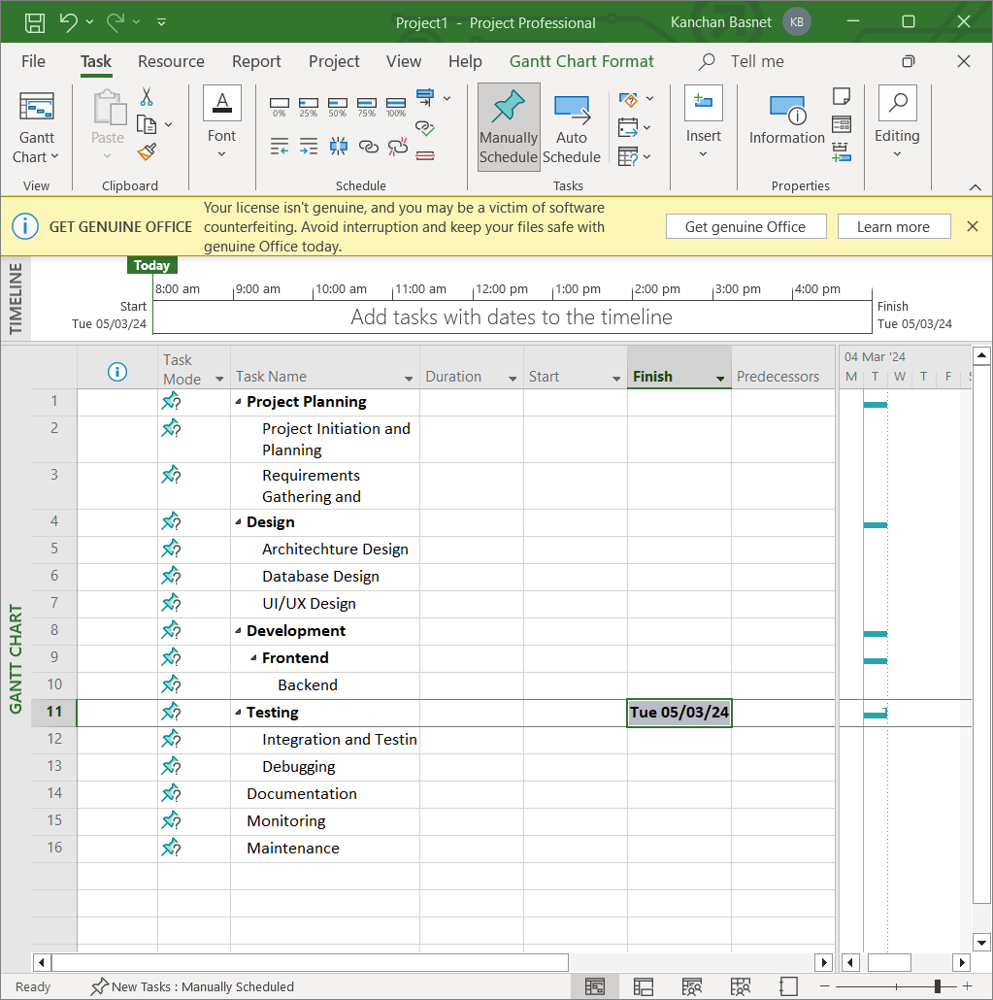 Project1 - Project Professional
Kanchan Basnet KB
File Task Resource Report Project View Help Gantt Chart Format Tell me
Gantt Chart
View
Paste
Clipboard
A
Font
0% 25% 50% 75% 100%
Schedule
Manually Schedule
Auto Schedule
Tasks
Insert
Information
Properties
Editing
GET GENUINE OFFICE
Your license isn't genuine, and you may be a victim of software
counterfeiting. Avoid interruption and keep your files safe with
genuine Office today.
Get genuine Office
Learn more
TIMELINE
Today
8:00 am 9:00 am 10:00 am 11:00 am 12:00 pm 1:00 pm 2:00 pm 3:00 pm 4:00 pm
Start
Tue 05/03/24
Add tasks with dates to the timeline
Finish
Tue 05/03/24
GANTT CHART
Task Mode Task Name Duration Start Finish Predecessors
04 Mar '24
M T W T F S
1 Project Planning
2 Project Initiation and
Planning
3 Requirements
Gathering and
4 Design
5 Architechture Design
6 Database Design
7 UI/UX Design
8 Development
9 Frontend
10 Backend
11 Testing Tue 05/03/24
12 Integration and Testin
13 Debugging
14 Documentation
15 Monitoring
16 Maintenance
Ready New Tasks : Manually Scheduled